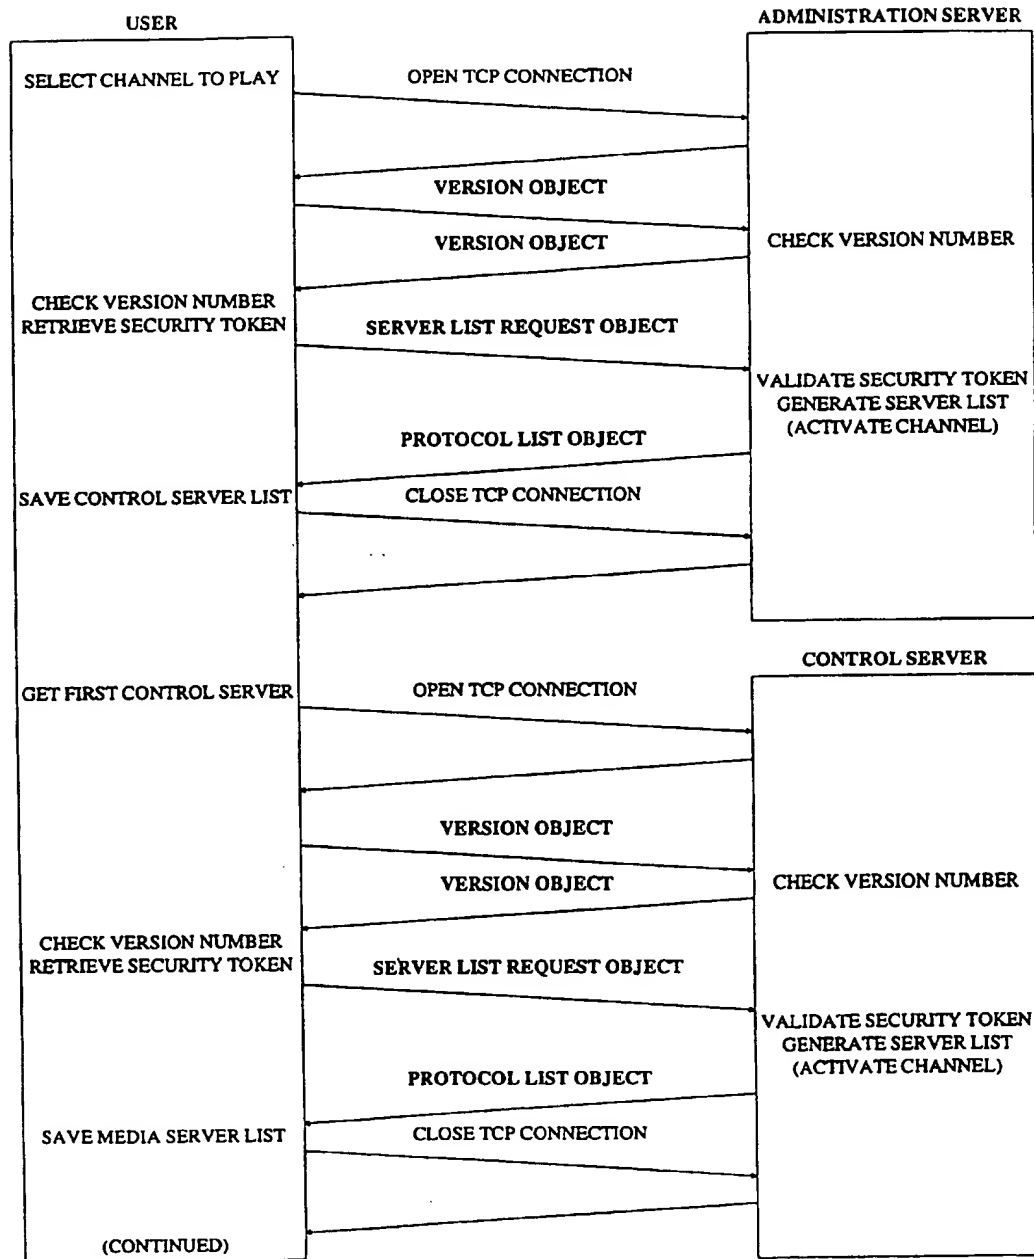 USER
ADMINISTRATION SERVER
SELECT CHANNEL TO PLAY
OPEN TCP CONNECTION
VERSION OBJECT
VERSION OBJECT
CHECK VERSION NUMBER
CHECK VERSION NUMBER
RETRIEVE SECURITY TOKEN
SERVER LIST REQUEST OBJECT
VALIDATE SECURITY TOKEN
GENERATE SERVER LIST
(ACTIVATE CHANNEL)
PROTOCOL LIST OBJECT
SAVE CONTROL SERVER LIST
CLOSE TCP CONNECTION
CONTROL SERVER
GET FIRST CONTROL SERVER
OPEN TCP CONNECTION
VERSION OBJECT
VERSION OBJECT
CHECK VERSION NUMBER
CHECK VERSION NUMBER
RETRIEVE SECURITY TOKEN
SERVER LIST REQUEST OBJECT
VALIDATE SECURITY TOKEN
GENERATE SERVER LIST
(ACTIVATE CHANNEL)
PROTOCOL LIST OBJECT
SAVE MEDIA SERVER LIST
CLOSE TCP CONNECTION
(CONTINUED)